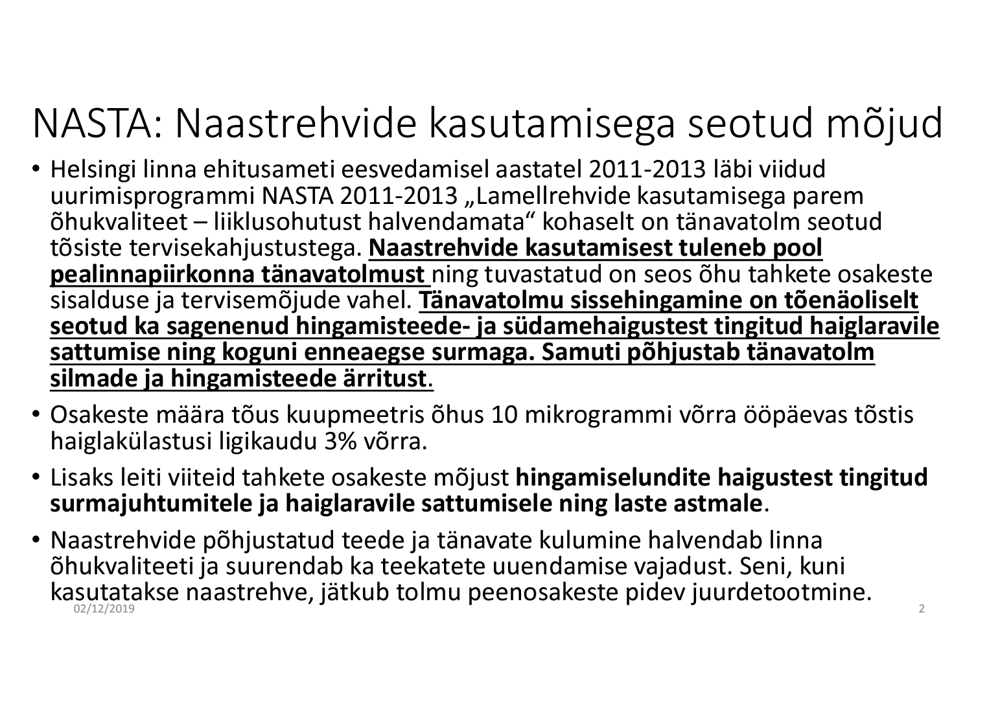 NASTA: Naastrehvide kasutamisega seotud mõjud
• Helsingi linna ehitusameti eesvedamisel aastatel 2011-2013 läbi viidud
uurimisprogrammi NASTA 2011-2013 „Lamellrehvide kasutamisega parem
õhukvaliteet – liiklusohutust halvendamata“ kohaselt on tänavatolm seotud
tõsiste tervisekahjustustega. Naastrehvide kasutamisest tuleneb pool
pealinnapiirkonna tänavatolmust ning tuvastatud on seos õhu tahkete osakeste
sisalduse ja tervisemõjude vahel. Tänavatolmu sissehingamine on tõenäoliselt
seotud ka sagenenud hingamisteede- ja südamehaigustest tingitud haiglaravile
sattumise ning koguni enneaegse surmaga. Samuti põhjustab tänavatolm
silmade ja hingamisteede ärritust.
• Osakeste määra tõus kuupmeetris õhus 10 mikrogrammi võrra ööpäevas tõstis
haiglakülastusi ligikaudu 3% võrra.
• Lisaks leiti viiteid tahkete osakeste mõjust hingamiselundite haigustest tingitud
surmajuhtumitele ja haiglaravile sattumisele ning laste astmale.
• Naastrehvide põhjustatud teede ja tänavate kulumine halvendab linna
õhukvaliteeti ja suurendab ka teekatete uuendamise vajadust. Seni, kuni
kasutatakse naastrehve, jätkub tolmu peenosakeste pidev juurdetootmine.
02/12/2019
2